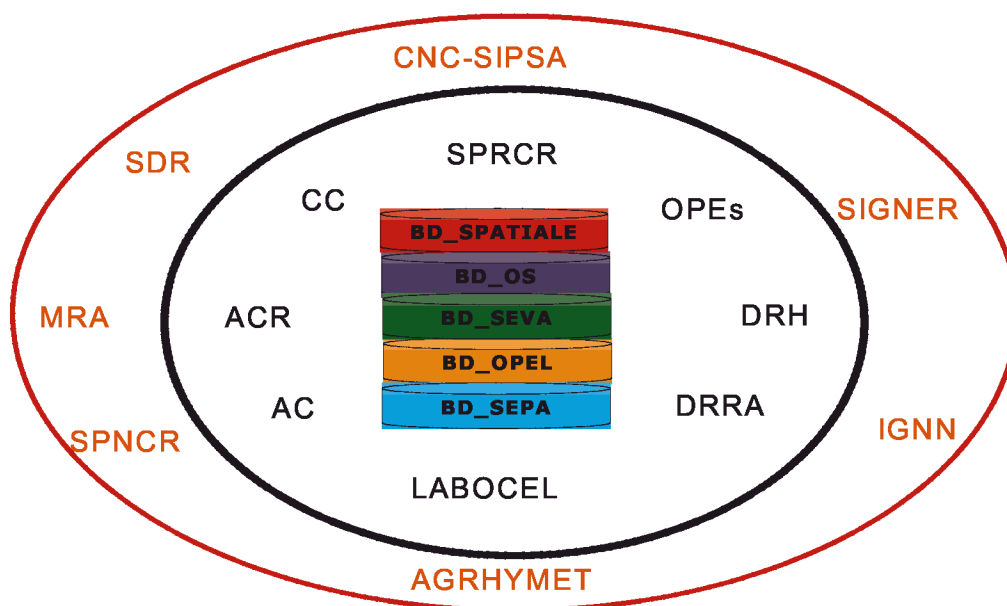 CNC-SIPSA
SDR
SPRCR
CC
OPEs
SIGNER
BD_SPATIALE
BD_OS
MRA
ACR
BD_SEVA
DRH
BD_OPEL
AC
BD_SEPA
DRRA
SPNCR
IGNN
LABOCEL
AGRHYMET